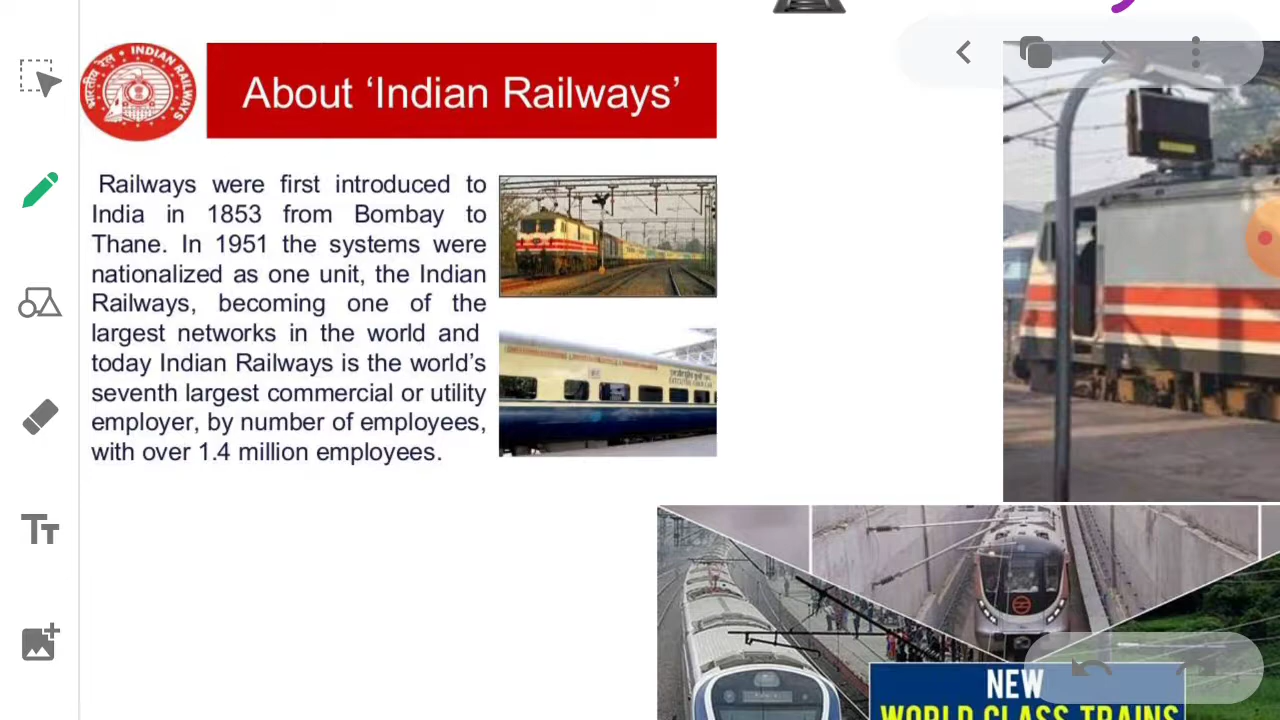 भारतीय रेल • INDIAN RAILWAYS
About ‘Indian Railways’
Railways were first introduced to
India in 1853 from Bombay to
Thane. In 1951 the systems were
nationalized as one unit, the Indian
Railways, becoming one of the
largest networks in the world and
today Indian Railways is the world’s
seventh largest commercial or utility
employer, by number of employees,
with over 1.4 million employees.
NEW
WORLD CLASS TRAINS